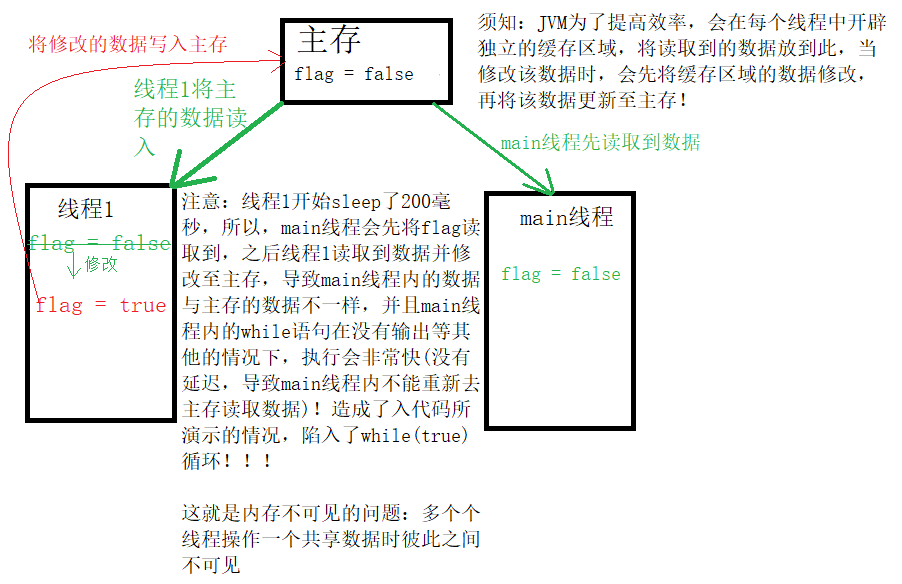 须知：JVM为了提高效率，会在每个线程中开辟
独立的缓存区域，将读取到的数据放到此，当
修改该数据时，会先将缓存区域的数据修改，
再将该数据更新至主存！
主存
flag = false
将修改的数据写入主存
线程1将主
存的数据读
入
main线程先读取到数据
线程1
flag = false
修改
flag = true
注意：线程1开始sleep了200毫
秒，所以，main线程会先将flag读
取到，之后线程1读取到数据并修
改至主存，导致main线程内的数据
与主存的数据不一样，并且main线
程内的while语句在没有输出等其
他的情况下，执行会非常快(没有
延迟，导致main线程内不能重新去
主存读取数据)！造成了入代码所
演示的情况，陷入了while(true)
循环！！！
这就是内存不可见的问题：多个个
线程操作一个共享数据时彼此之间
不可见
main线程
flag = false